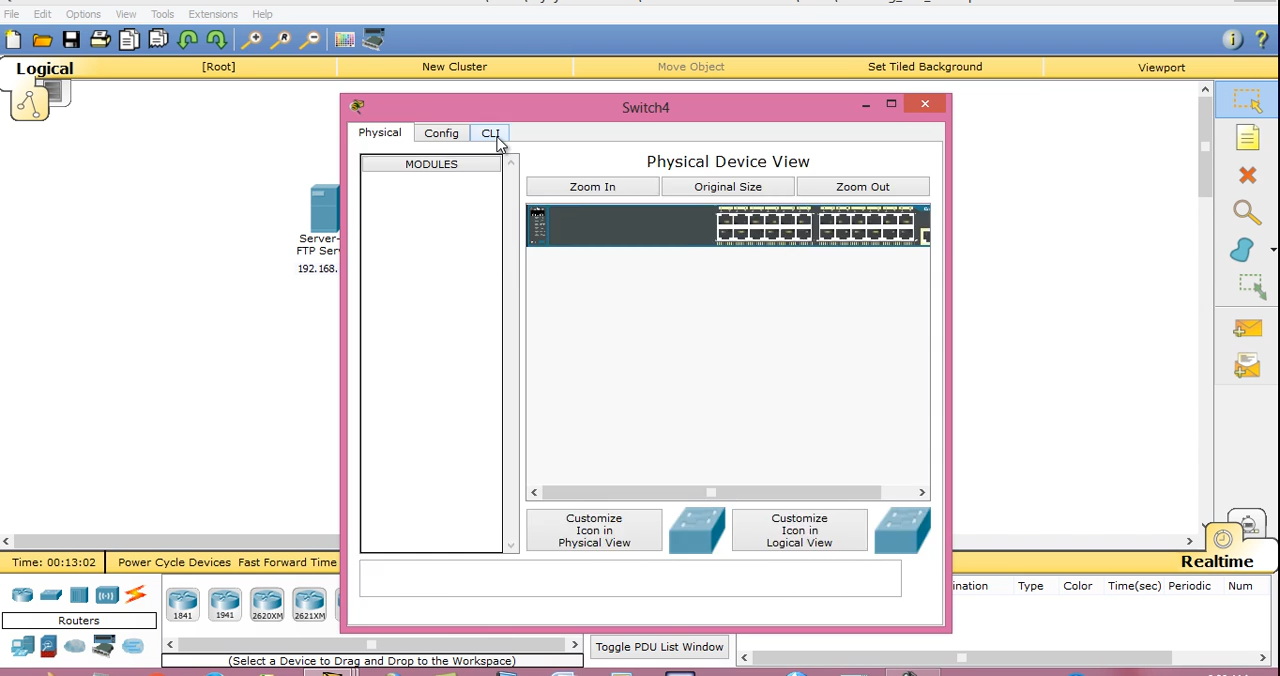 File Edit Options View Tools Extensions Help
Logical
[Root]
New Cluster
Move Object
Set Tiled Background
Viewport
Switch4
Physical
Config
CLI
MODULES
Physical Device View
Zoom In
Original Size
Zoom Out
Server-
FTP Ser
192.168.
Customize
Icon in
Physical View
Customize
Icon in
Logical View
Time: 00:13:02
Power Cycle Devices Fast Forward Time
Realtime
Routers
1841
1941
2620XM
2621XM
(Select a Device to Drag and Drop to the Workspace)
Toggle PDU List Window
ination Type Color Time(sec) Periodic Num